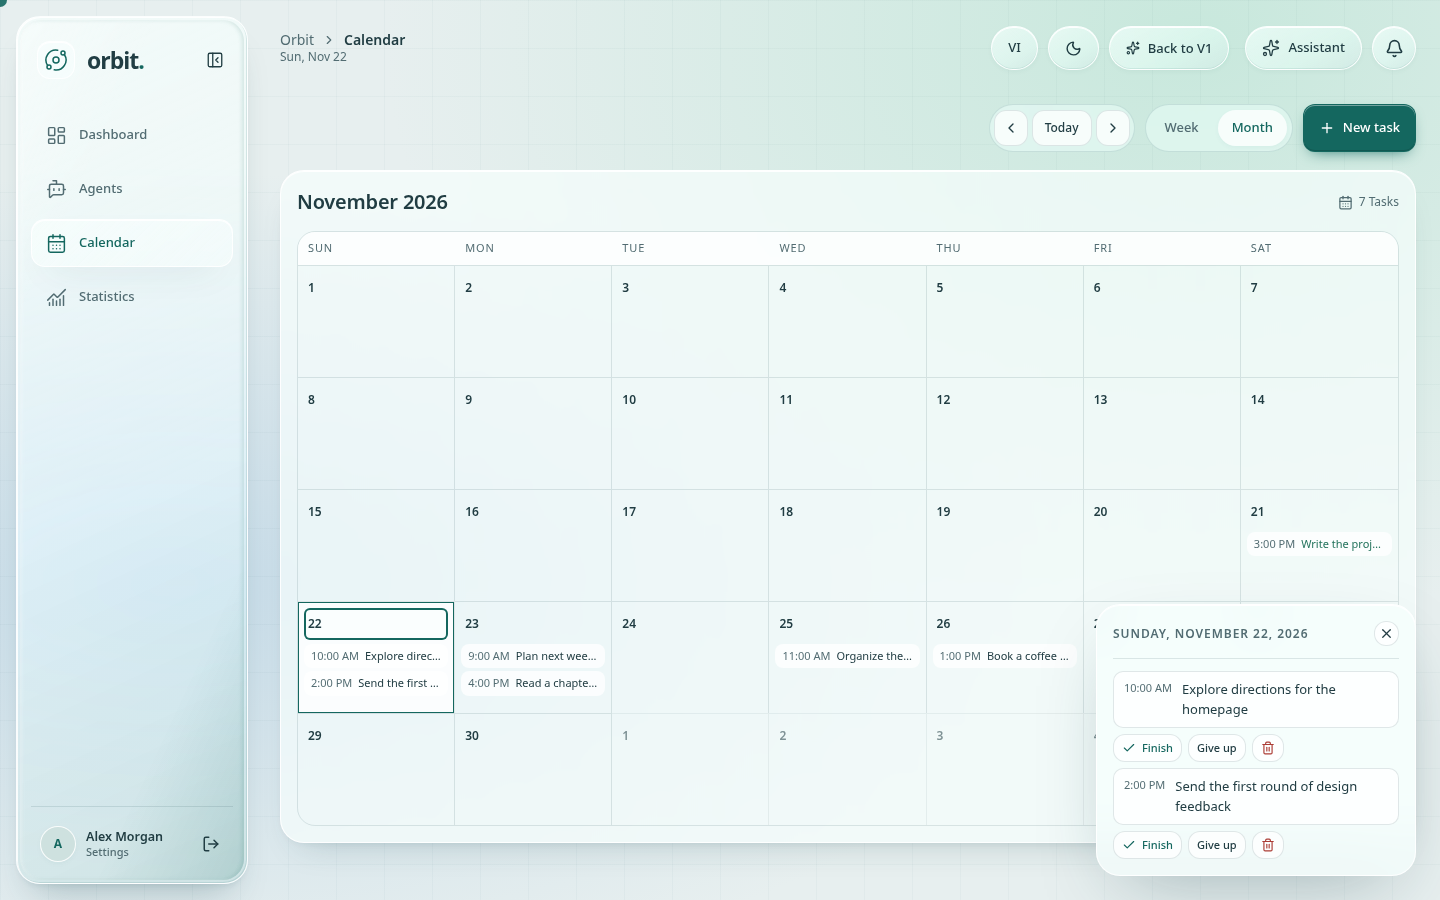 orbit.
Dashboard
Agents
Calendar
Statistics
A
Alex Morgan
Settings
Orbit > Calendar
Sun, Nov 22
VI
Back to V1
Assistant
Today
Week
Month
New task
November 2026
7 Tasks
SUN MON TUE WED THU FRI SAT
1 2 3 4 5 6 7
8 9 10 11 12 13 14
15 16 17 18 19 20 21
3:00 PM Write the proj...
22 23 24 25 26
10:00 AM Explore direc... 9:00 AM Plan next wee... 11:00 AM Organize the... 1:00 PM Book a coffee ...
2:00 PM Send the first ... 4:00 PM Read a chapte...
29 30 1 2 3
SUNDAY, NOVEMBER 22, 2026
10:00 AM Explore directions for the
homepage
Finish Give up
2:00 PM Send the first round of design
feedback
Finish Give up